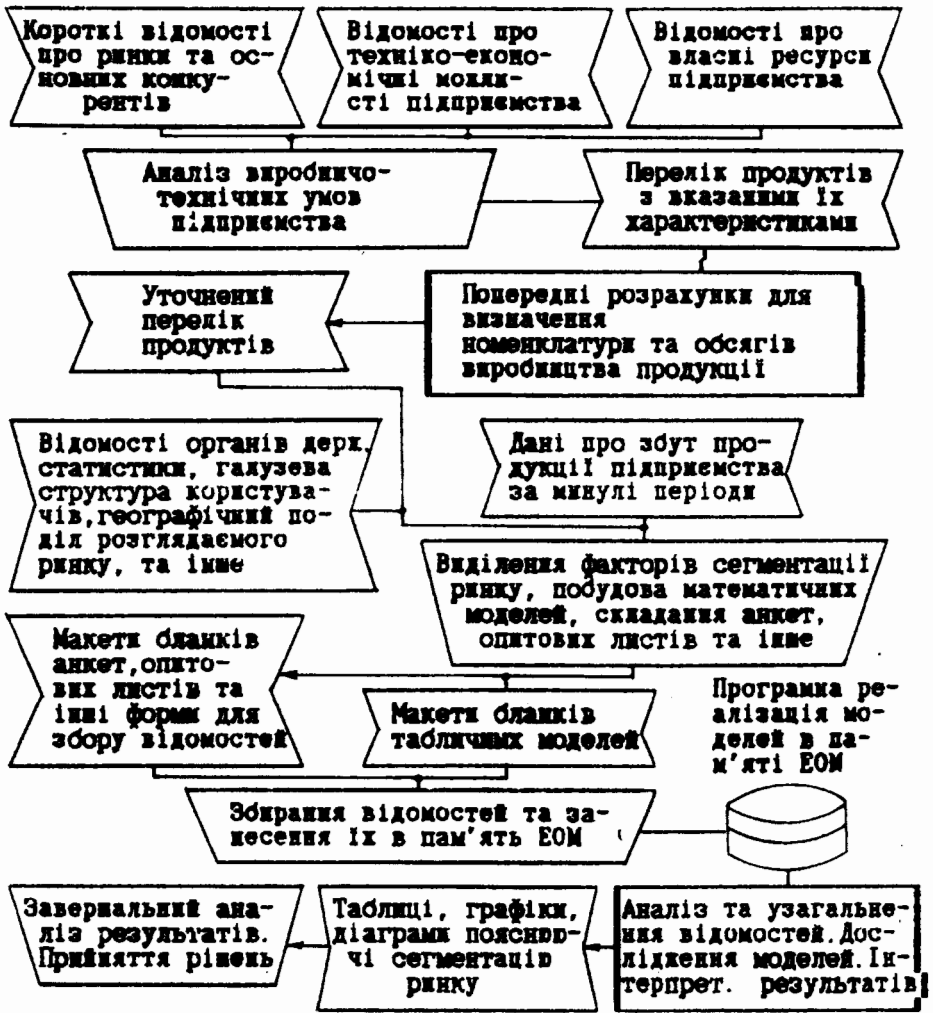 Короткі відомості
про ринки та ос-
новних конку-
рентів
Відомості про
техніко-еконо-
мічні можли-
сті підприємства
Відомості про
власні ресурси
підприємства
Аналіз виробничо-
технічних умов
підприємства
Перелік продуктів
з вказаними їх
характеристиками
Уточнений
перелік
продуктів
Попередні розрахунки для
визначення
номенклатури та обсягів
виробництва продукції
Відомості органів держ.
статистики, галузева
структура користува-
чів,географічний по-
діл розглядаємого
ринку, та інше
Дані про збут про-
дукції підприємства
за минулі періоди
Виділення факторів сегментації
ринку, побудова математичних
моделей, складання анкет,
опитових листів та інше
Макети бланків
анкет,опито-
вих листів та
інші форми для
збору відомостей
Макети бланків
табличних моделей
Програмна ре-
алізація мо-
делей в па-
м'яті ЕОМ
Збирання відомостей та за-
несення їх в пам'ять ЕОМ
Завершальний ана-
ліз результатів.
Прийняття рішень
Таблиці, графіки,
діаграми пояснюю-
чі сегментацію
ринку
Аналіз та узагальне-
ння відомостей.Дос-
лідження моделей.Ін-
терпрет. результатів